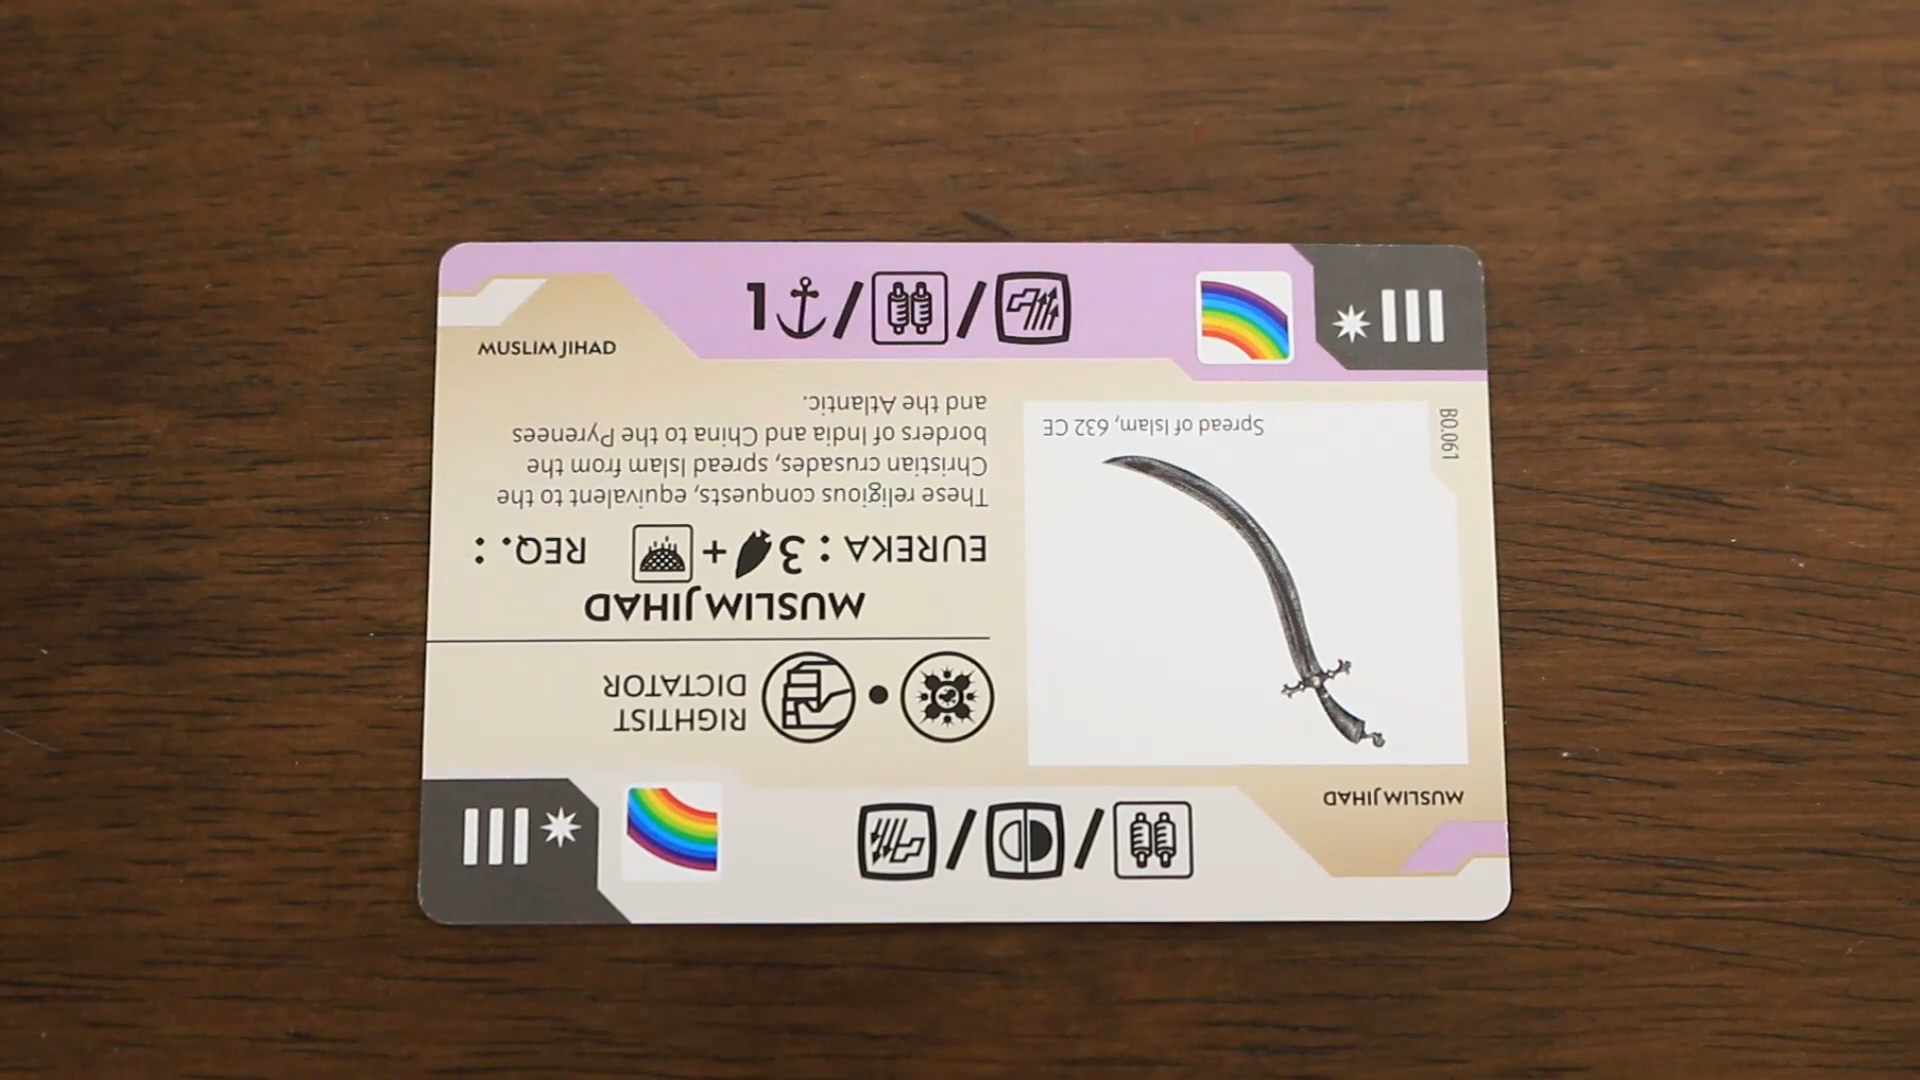 MUSLIM JIHAD
RIGHTIST
DICTATOR
MUSLIM JIHAD
EUREKA : 3 + REQ. :
These religious conquests, equivalent to the
Christian crusades, spread Islam from the
borders of India and China to the Pyrenees
and the Atlantic.
Spread of Islam, 632 CE
B0.061
MUSLIM JIHAD
1 / /
III
III
/ /